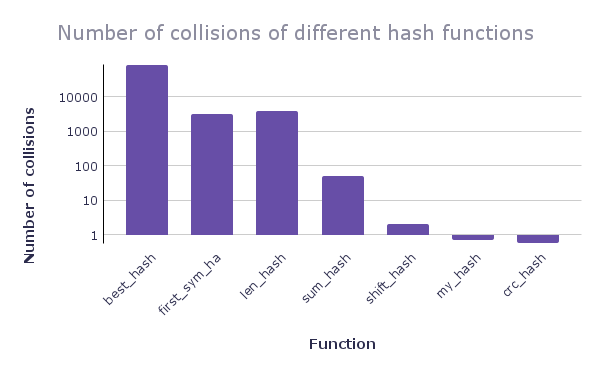 Number of collisions of different hash functions
Number of collisions
10000
1000
100
10
1
best_hash
first_sym_ha
len_hash
sum_hash
shift_hash
my_hash
crc_hash
Function